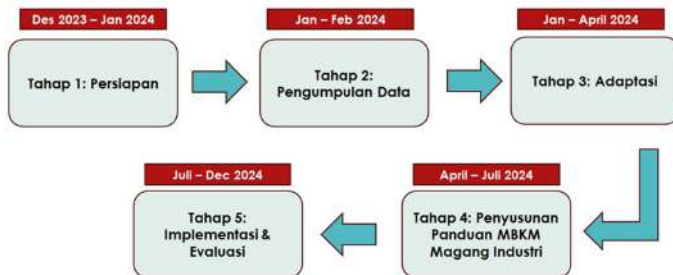 Des 2023 – Jan 2024
Tahap 1: Persiapan
Jan – Feb 2024
Tahap 2:
Pengumpulan Data
Jan – April 2024
Tahap 3: Adaptasi
April – Juli 2024
Tahap 4: Penyusunan
Panduan MBKM
Magang Industri
Juli – Dec 2024
Tahap 5:
Implementasi &
Evaluasi